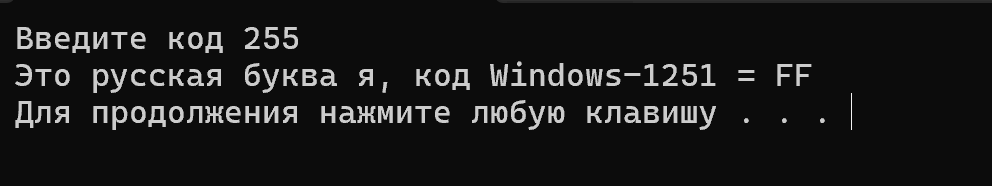 Введите код 255
Это русская буква я, код Windows-1251 = FF
Для продолжения нажмите любую клавишу . . .